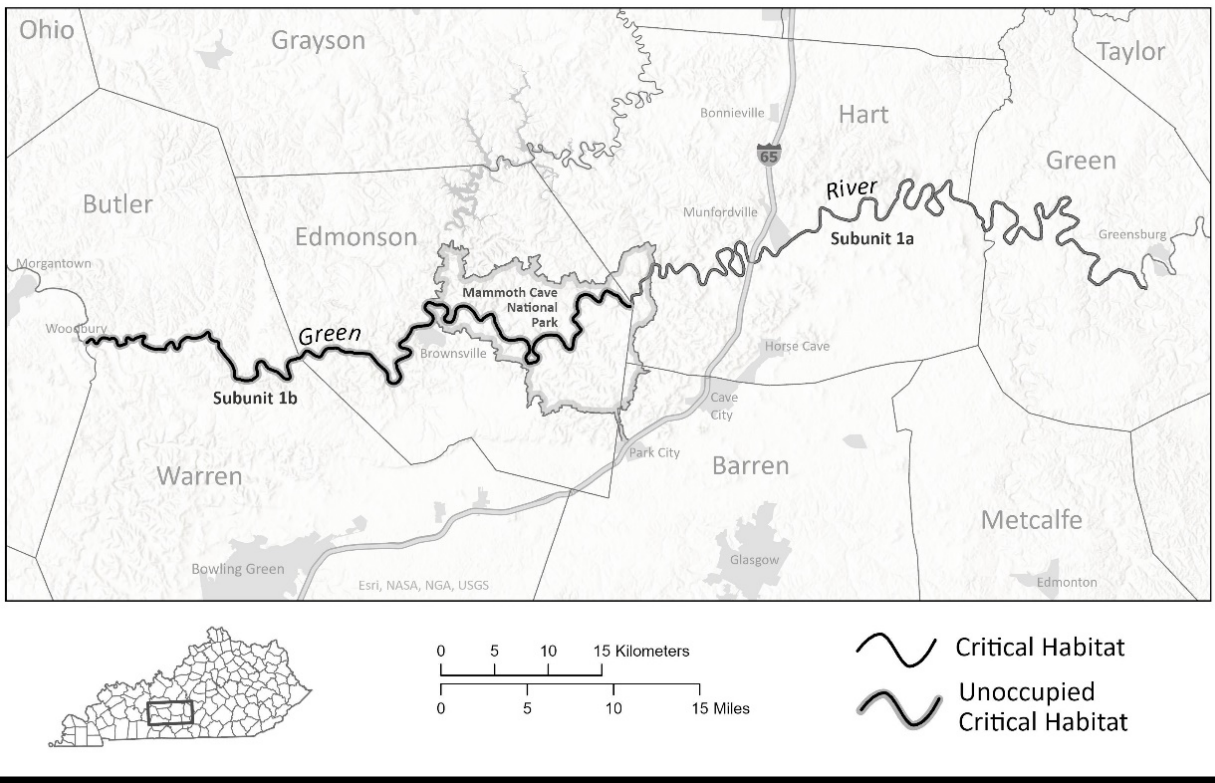 Ohio
Grayson
Taylor
Bonnieville
Hart
65
Green
Butler
River
Munfordville
Subunit 1a
Edmonson
Greensburg
Morgantown
Mammoth Cave
National
Park
Woodbury
Green
Brownsville
Horse Cave
Subunit 1b
Cave
City
Park City
Warren
Barren
Metcalfe
Bowling Green
Glasgow
Esri, NASA, NGA, USGS
Edmonton
0 5 10 15 Kilometers
0 5 10 15 Miles
Critical Habitat
Unoccupied
Critical Habitat